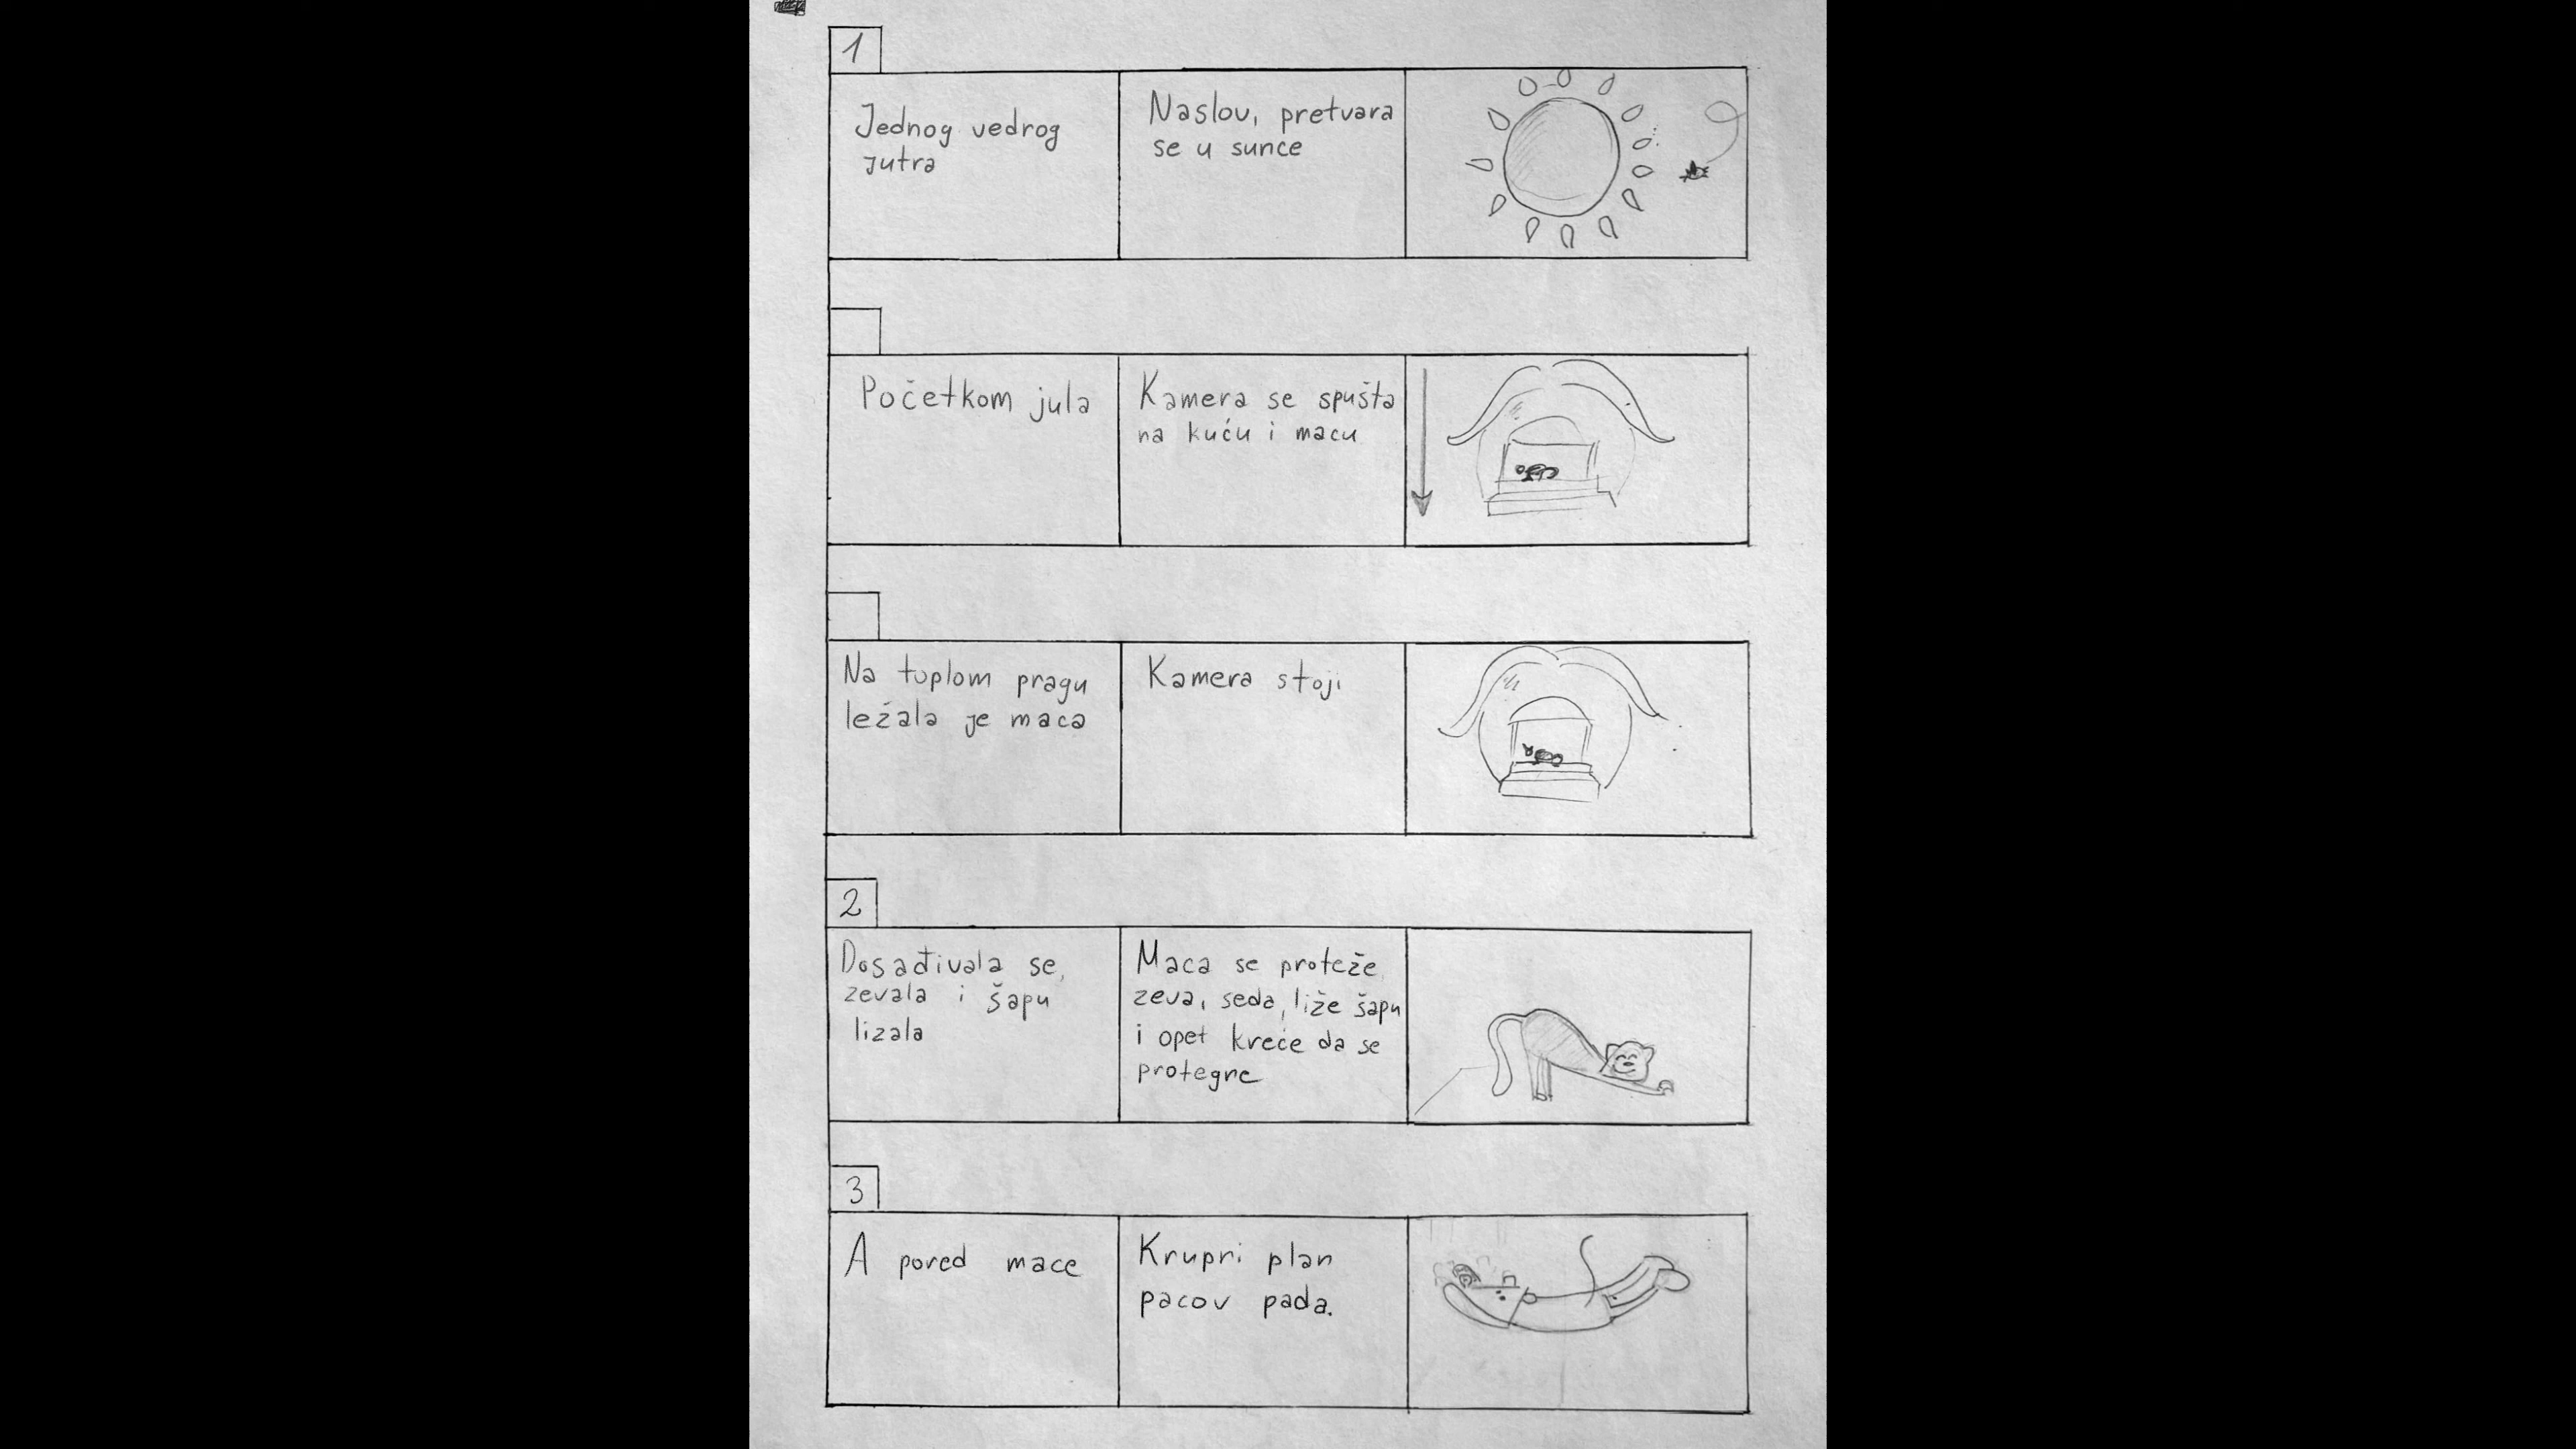 1
Jednog vedrog
jutra
Naslov, pretvara
se u sunce
Početkom jula
Kamera se spušta
na kuću i macu
Na toplom pragu
ležala je maca
Kamera stoji
2
Dosađivala se,
zevala i šapu
lizala
Maca se proteže,
zeva, seda, liže šapu
i opet kreće da se
protegne
3
A pored mace
Krupni plan
pacov pada.